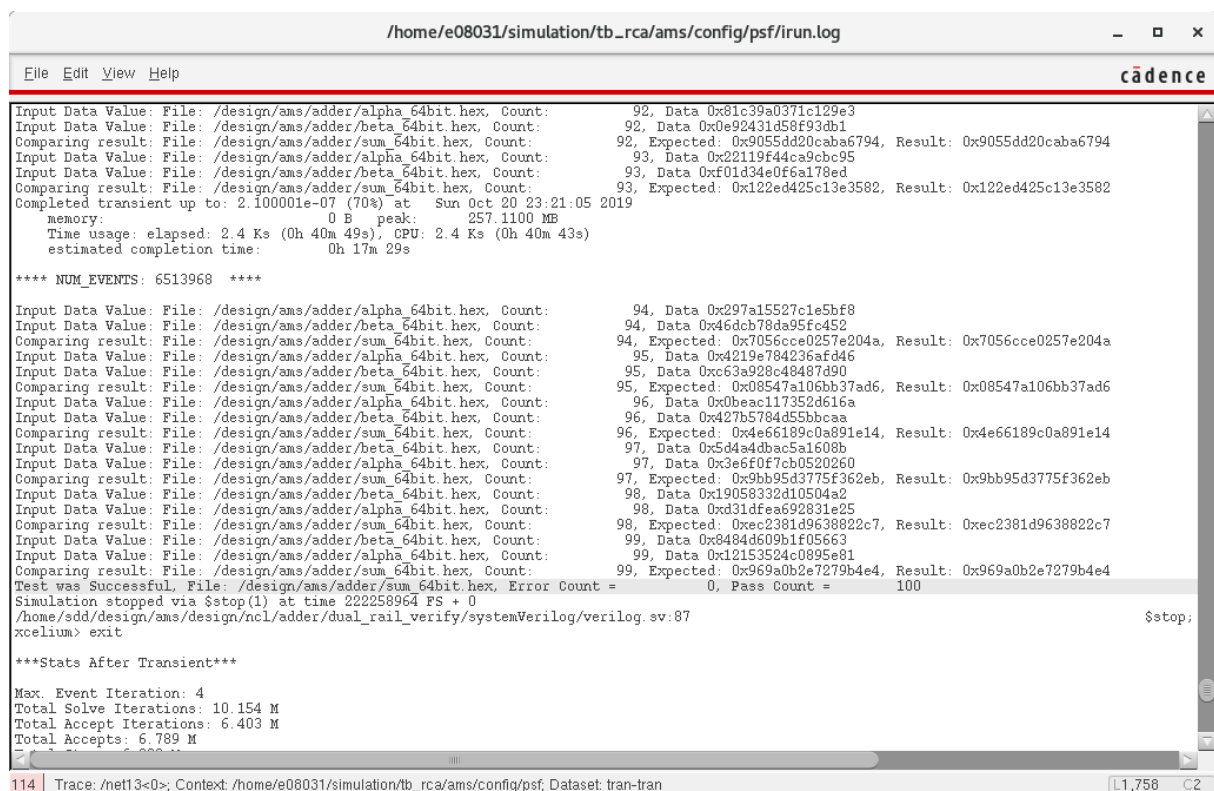 /home/e08031/simulation/tb_rca/ams/config/psf/irun.log
File Edit View Help
cādence
Input Data Value: File: /design/ams/adder/alpha_64bit.hex, Count: 92, Data 0x81c39a0371c129e3
Input Data Value: File: /design/ams/adder/beta_64bit.hex, Count: 92, Data 0x0e92431d58f93db1
Comparing result: File: /design/ams/adder/sum_64bit.hex, Count: 92, Expected: 0x9055dd20caba6794, Result: 0x9055dd20caba6794
Input Data Value: File: /design/ams/adder/alpha_64bit.hex, Count: 93, Data 0x22119f44ca9cbc95
Input Data Value: File: /design/ams/adder/beta_64bit.hex, Count: 93, Data 0xf01d34e0f6a178ed
Comparing result: File: /design/ams/adder/sum_64bit.hex, Count: 93, Expected: 0x122ed425c13e3582, Result: 0x122ed425c13e3582
Completed transient up to: 2.100001e-07 (70%) at Sun Oct 20 23:21:05 2019
memory: 0 B peak: 257.1100 MB
Time usage: elapsed: 2.4 Ks (0h 40m 49s), CPU: 2.4 Ks (0h 40m 43s)
estimated completion time: 0h 17m 29s
**** NUM_EVENTS: 6513968 ****
Input Data Value: File: /design/ams/adder/alpha_64bit.hex, Count: 94, Data 0x297a15527c1e5bf8
Input Data Value: File: /design/ams/adder/beta_64bit.hex, Count: 94, Data 0x46dcb78da95fc452
Comparing result: File: /design/ams/adder/sum_64bit.hex, Count: 94, Expected: 0x7056cce0257e204a, Result: 0x7056cce0257e204a
Input Data Value: File: /design/ams/adder/alpha_64bit.hex, Count: 95, Data 0x4219e784236afd46
Input Data Value: File: /design/ams/adder/beta_64bit.hex, Count: 95, Data 0xc63a928c48487d90
Comparing result: File: /design/ams/adder/sum_64bit.hex, Count: 95, Expected: 0x08547a106bb37ad6, Result: 0x08547a106bb37ad6
Input Data Value: File: /design/ams/adder/alpha_64bit.hex, Count: 96, Data 0x0beac117352d616a
Input Data Value: File: /design/ams/adder/beta_64bit.hex, Count: 96, Data 0x427b5784d55bbcaa
Comparing result: File: /design/ams/adder/sum_64bit.hex, Count: 96, Expected: 0x4e66189c0a891e14, Result: 0x4e66189c0a891e14
Input Data Value: File: /design/ams/adder/beta_64bit.hex, Count: 97, Data 0x5d4a4dbac5a1608b
Input Data Value: File: /design/ams/adder/alpha_64bit.hex, Count: 97, Data 0x3e6f0f7cb0520260
Comparing result: File: /design/ams/adder/sum_64bit.hex, Count: 97, Expected: 0x9bb95d3775f362eb, Result: 0x9bb95d3775f362eb
Input Data Value: File: /design/ams/adder/beta_64bit.hex, Count: 98, Data 0x19058332d10504a2
Input Data Value: File: /design/ams/adder/alpha_64bit.hex, Count: 98, Data 0xd31dfea692831e25
Comparing result: File: /design/ams/adder/sum_64bit.hex, Count: 98, Expected: 0xec2381d9638822c7, Result: 0xec2381d9638822c7
Input Data Value: File: /design/ams/adder/beta_64bit.hex, Count: 99, Data 0x8484d609b1f05663
Input Data Value: File: /design/ams/adder/alpha_64bit.hex, Count: 99, Data 0x12153524c0895e81
Comparing result: File: /design/ams/adder/sum_64bit.hex, Count: 99, Expected: 0x969a0b2e7279b4e4, Result: 0x969a0b2e7279b4e4
Test was Successful, File: /design/ams/adder/sum_64bit.hex, Error Count = 0, Pass Count = 100
Simulation stopped via $stop(1) at time 222258964 FS + 0
/home/sdd/design/ams/design/ncl/adder/dual_rail_verify/systemVerilog/verilog.sv:87 $stop;
xcelium> exit
***Stats After Transient***
Max. Event Iteration: 4
Total Solve Iterations: 10.154 M
Total Accept Iterations: 6.403 M
Total Accepts: 6.789 M
114 Trace: /net13<0>; Context: /home/e08031/simulation/tb_rca/ams/config/psf; Dataset: tran-tran L1,758 C2